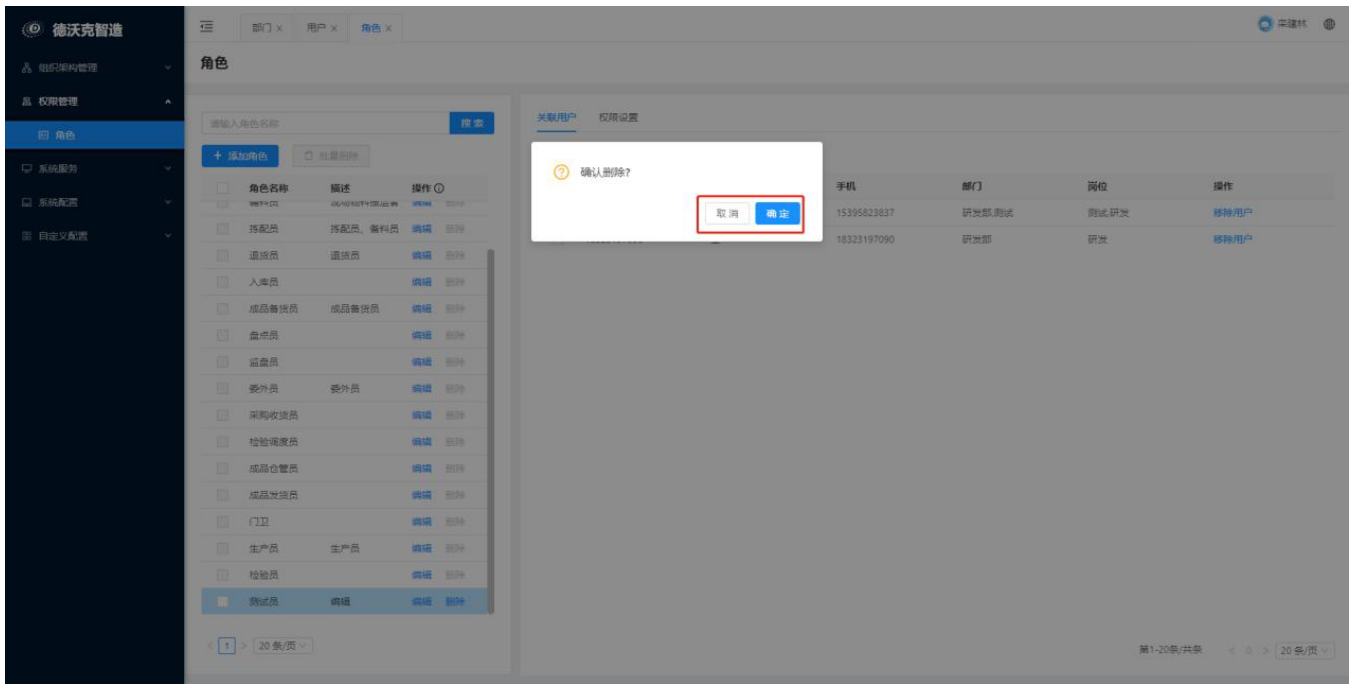 德沃克智造
部门 × 用户 × 角色 ×
组织架构管理
角色
权限管理
角色
系统服务
系统配置
自定义配置
请输入角色名称 搜 索
+ 添加角色 批量删除
角色名称 描述 操作
编辑 删除
拣配员 拣配员、备料员 编辑 删除
退货员 退货员 编辑 删除
入库员 编辑 删除
成品备货员 成品备货员 编辑 删除
盘点员 编辑 删除
监盘员 编辑 删除
委外员 委外员 编辑 删除
采购收货员 编辑 删除
检验调度员 编辑 删除
成品仓管员 编辑 删除
成品发货员 编辑 删除
门卫 编辑 删除
生产员 生产员 编辑 删除
检验员 编辑 删除
测试员 编辑 编辑 删除
< 1 > 20 条/页
关联用户 权限设置
确认删除?
取 消 确 定
手机 部门 岗位 操作
15395823837 研发部,测试 测试,研发 移除用户
18323197090 研发部 研发 移除用户
第1-20条/共条 < 0 > 20 条/页